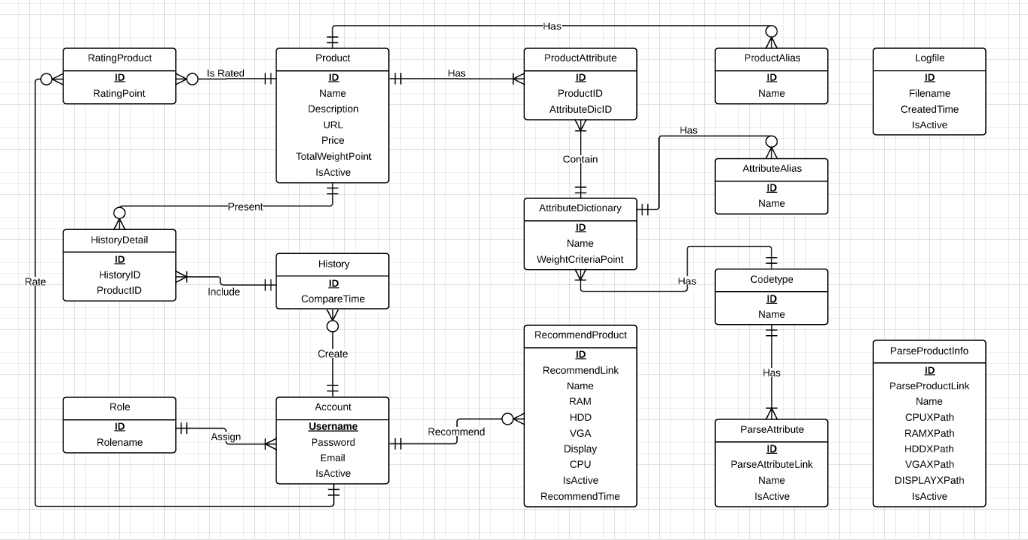 Has
RatingProduct
ID
RatingPoint
Is Rated
Product
ID
Name
Description
URL
Price
TotalWeightPoint
IsActive
Has
ProductAttribute
ID
ProductID
AttributeDicID
ProductAlias
ID
Name
Logfile
ID
Filename
CreatedTime
IsActive
Contain
Has
AttributeAlias
ID
Name
Present
AttributeDictionary
ID
Name
WeightCriteriaPoint
HistoryDetail
ID
HistoryID
ProductID
Rate
Include
History
ID
CompareTime
Has
Codetype
ID
Name
Create
RecommendProduct
ID
RecommendLink
Name
RAM
HDD
VGA
Display
CPU
IsActive
RecommendTime
Has
ParseProductInfo
ID
ParseProductLink
Name
CPUXPath
RAMXPath
HDDXPath
VGAXPath
DISPLAYXPath
IsActive
Role
ID
Rolename
Assign
Account
Username
Password
Email
IsActive
Recommend
ParseAttribute
ID
ParseAttributeLink
Name
IsActive